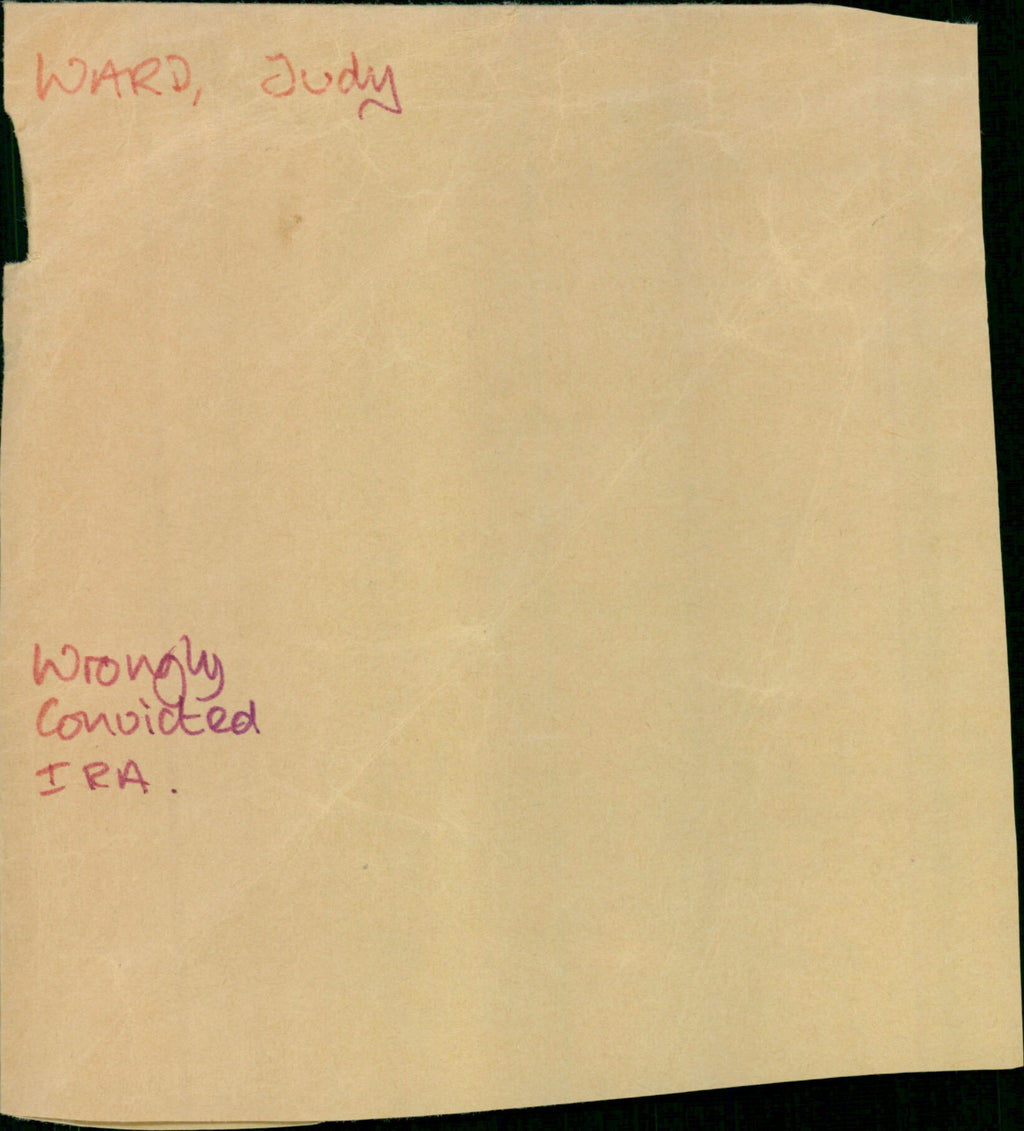 WARD, Judy
Wrongly
Convicted
IRA.